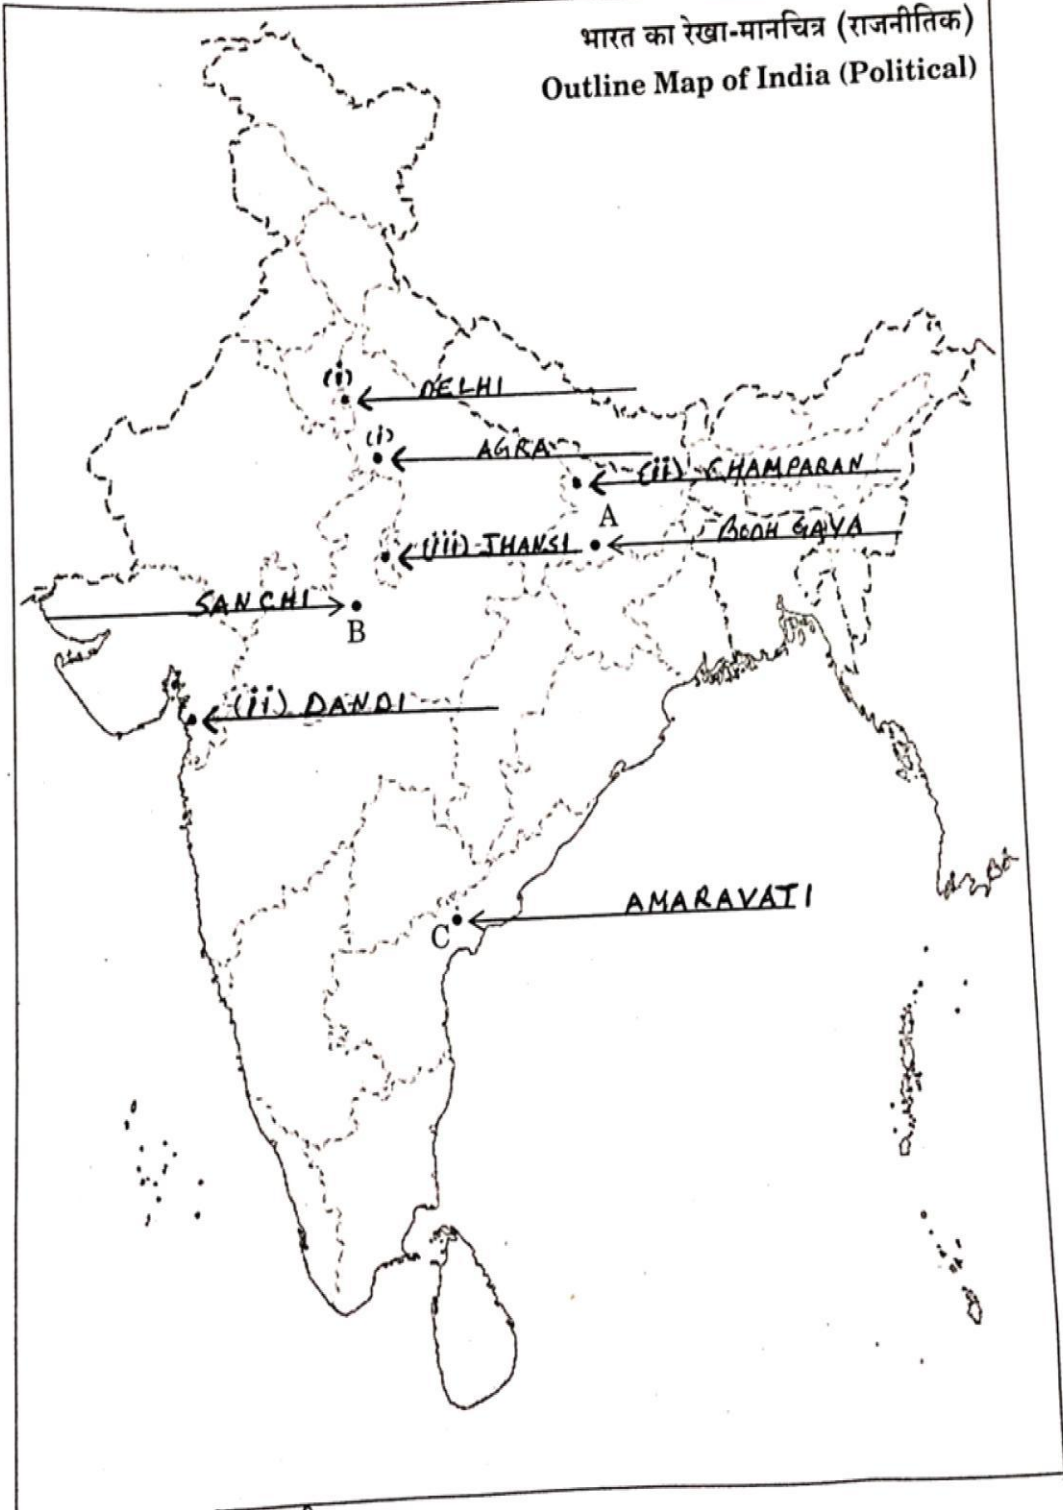 भारत का रेखा-मानचित्र (राजनीतिक)
Outline Map of India (Political)
(i)
DELHI
(i)
AGRA
(ii) CHAMPARAN
A
BODH GAYA
(iii) JHANSI
SANCHI
B
(ii) DANDI
AMARAVATI
C